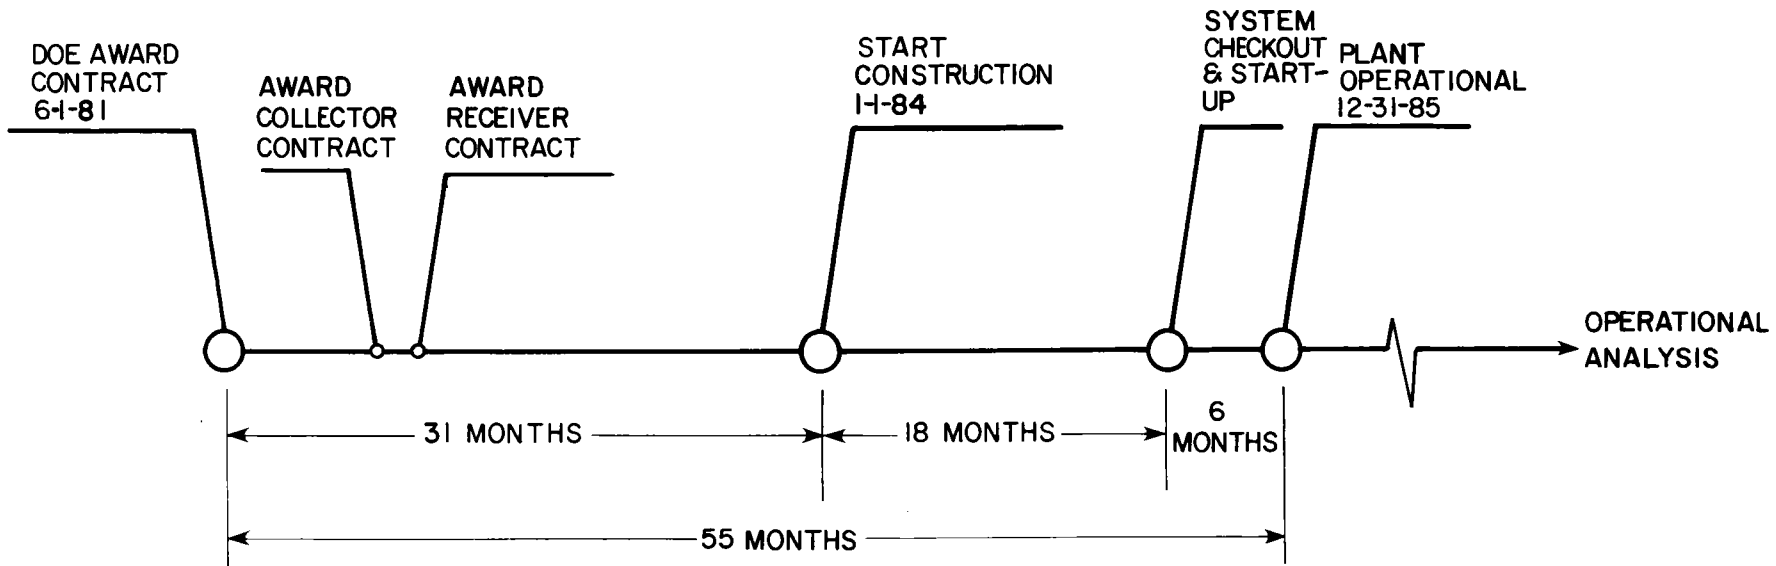 DOE AWARD
CONTRACT
6-1-81
AWARD
COLLECTOR
CONTRACT
AWARD
RECEIVER
CONTRACT
START
CONSTRUCTION
1-1-84
SYSTEM
CHECKOUT
& START-
UP
PLANT
OPERATIONAL
12-31-85
OPERATIONAL
ANALYSIS
31 MONTHS
18 MONTHS
6
MONTHS
55 MONTHS